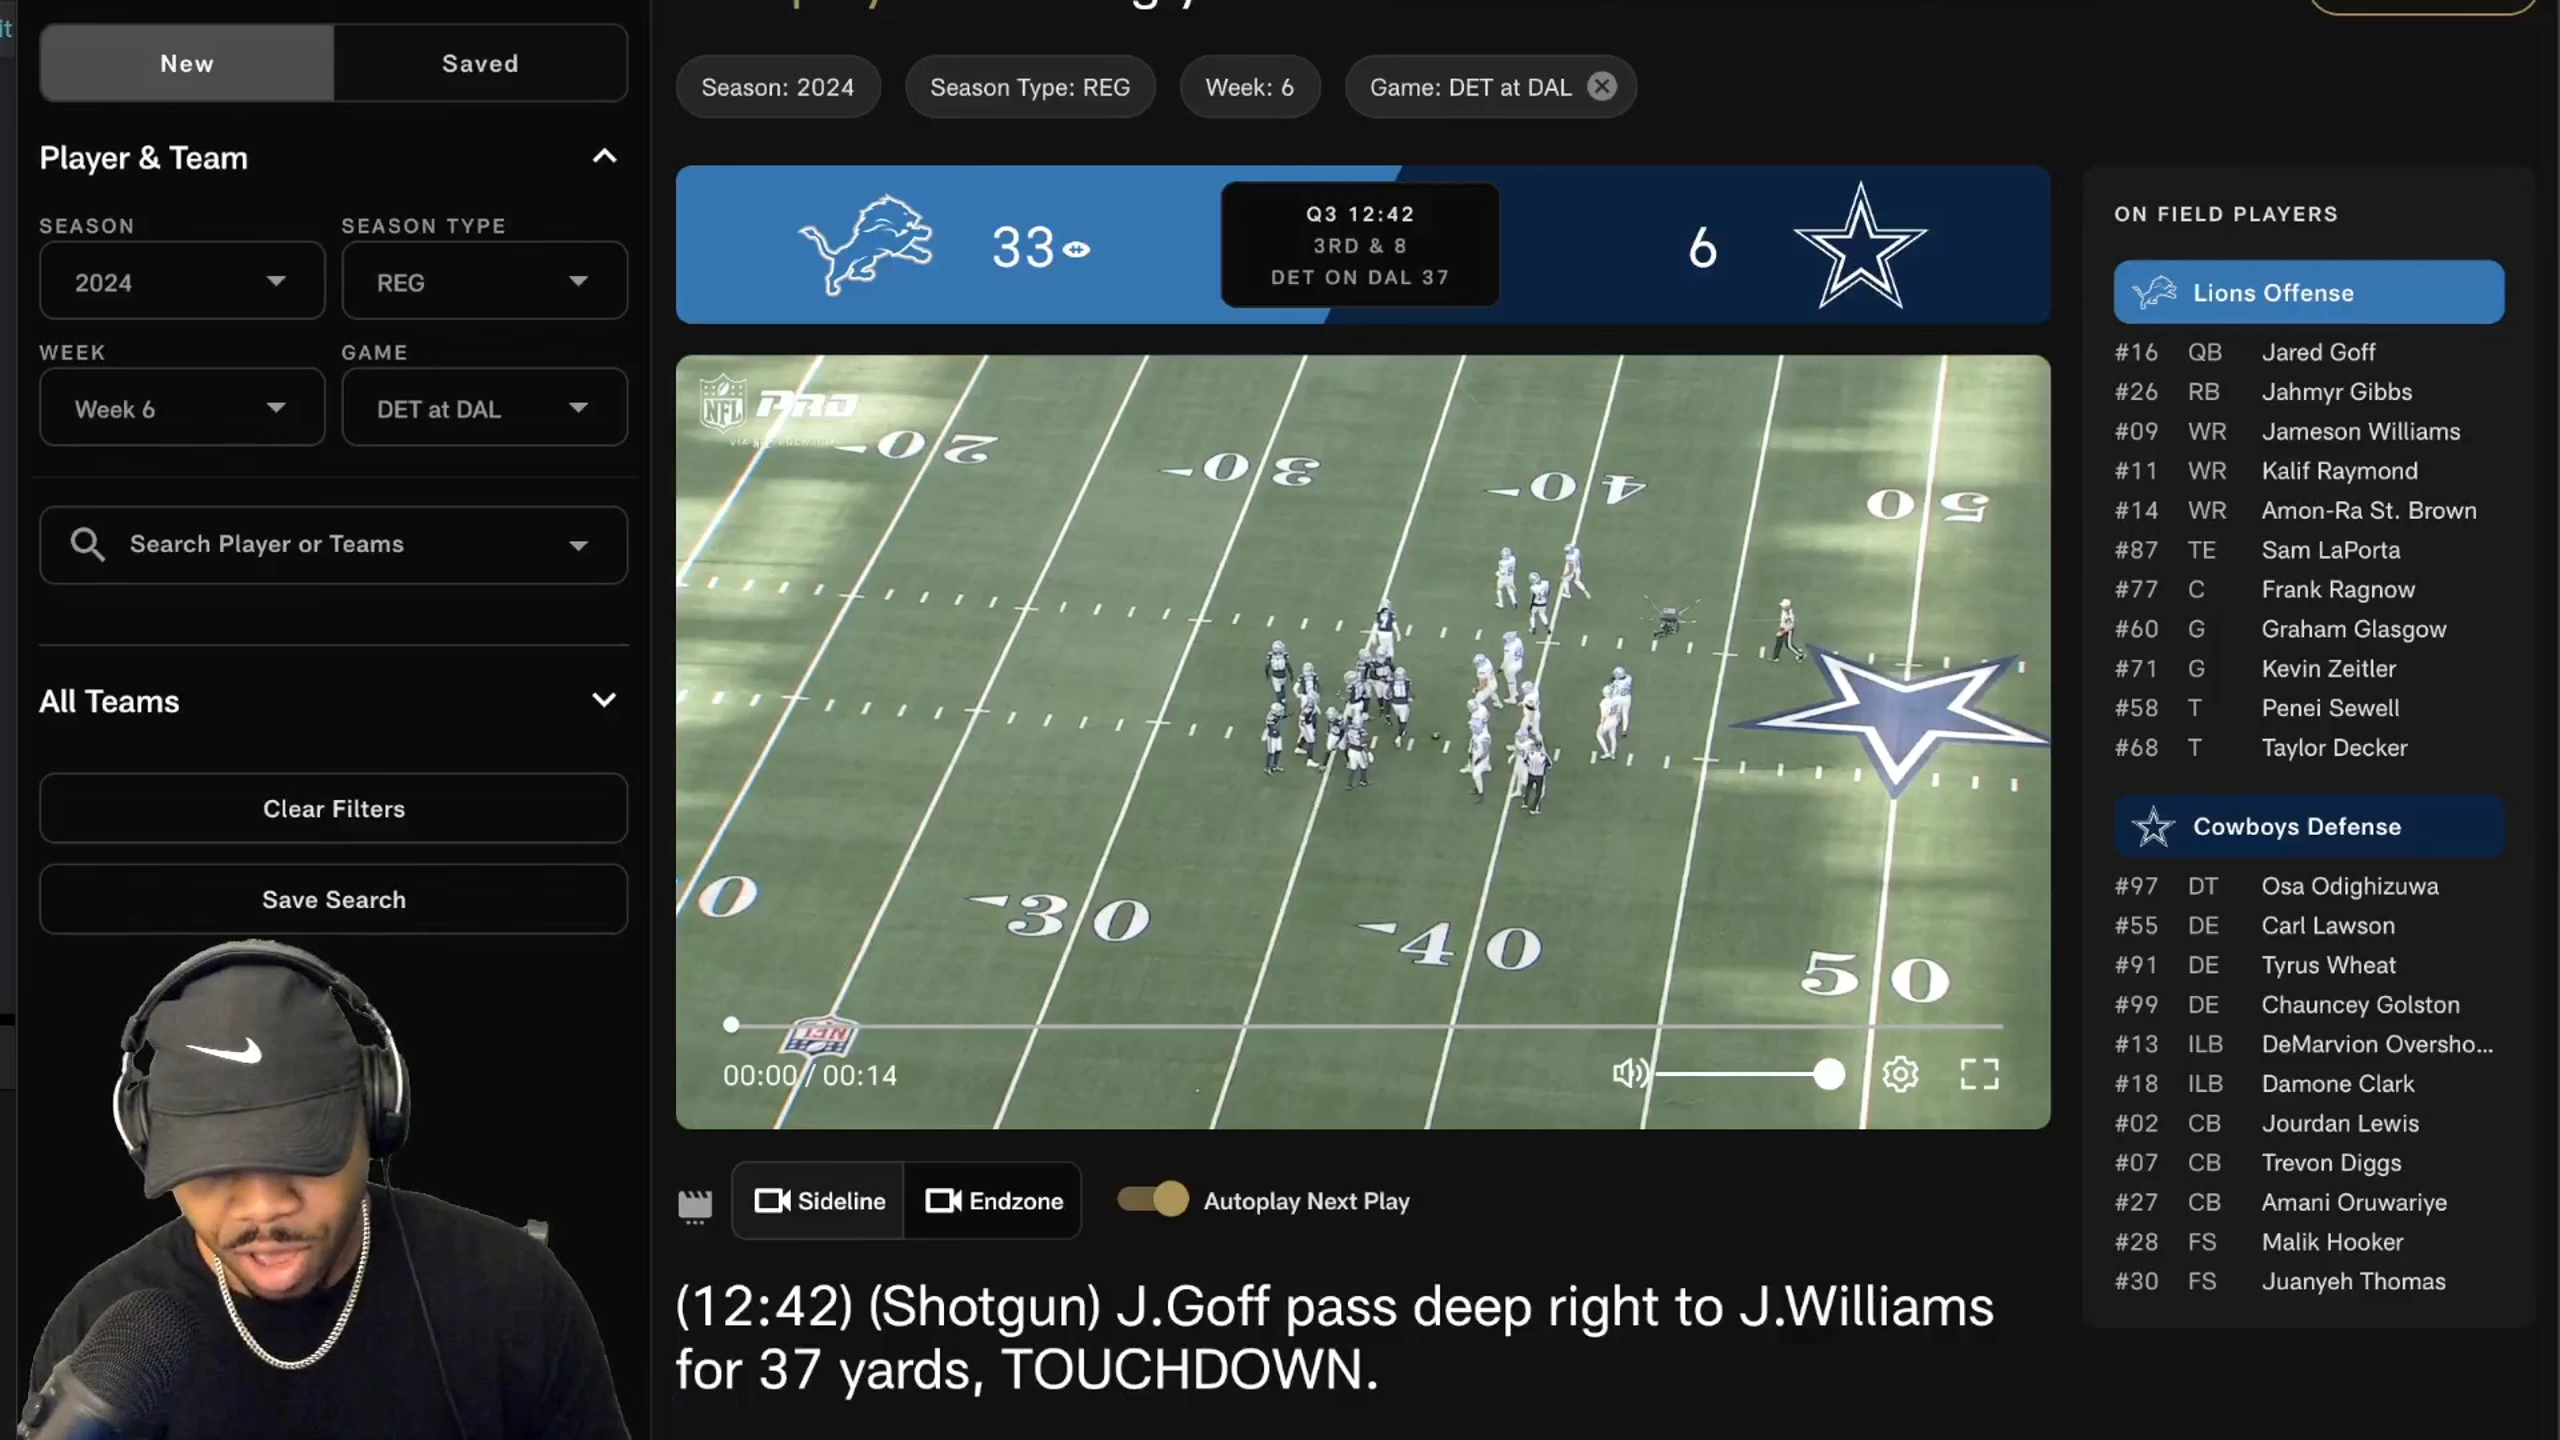 New
Saved
Player & Team
SEASON
SEASON TYPE
2024
REG
WEEK
GAME
Week 6
DET at DAL
Search Player or Teams
All Teams
Clear Filters
Save Search
Season: 2024
Season Type: REG
Week: 6
Game: DET at DAL
33
Q3 12:42
3RD & 8
DET ON DAL 37
6
NFL PRO
20
30
40
50
0
30
40
50
NFL
00:00 / 00:14
Sideline
Endzone
Autoplay Next Play
(12:42) (Shotgun) J.Goff pass deep right to J.Williams
for 37 yards, TOUCHDOWN.
ON FIELD PLAYERS
Lions Offense
#16 QB Jared Goff
#26 RB Jahmyr Gibbs
#09 WR Jameson Williams
#11 WR Kalif Raymond
#14 WR Amon-Ra St. Brown
#87 TE Sam LaPorta
#77 C Frank Ragnow
#60 G Graham Glasgow
#71 G Kevin Zeitler
#58 T Penei Sewell
#68 T Taylor Decker
Cowboys Defense
#97 DT Osa Odighizuwa
#55 DE Carl Lawson
#91 DE Tyrus Wheat
#99 DE Chauncey Golston
#13 ILB DeMarvion Oversho...
#18 ILB Damone Clark
#02 CB Jourdan Lewis
#07 CB Trevon Diggs
#27 CB Amani Oruwariye
#28 FS Malik Hooker
#30 FS Juanyeh Thomas